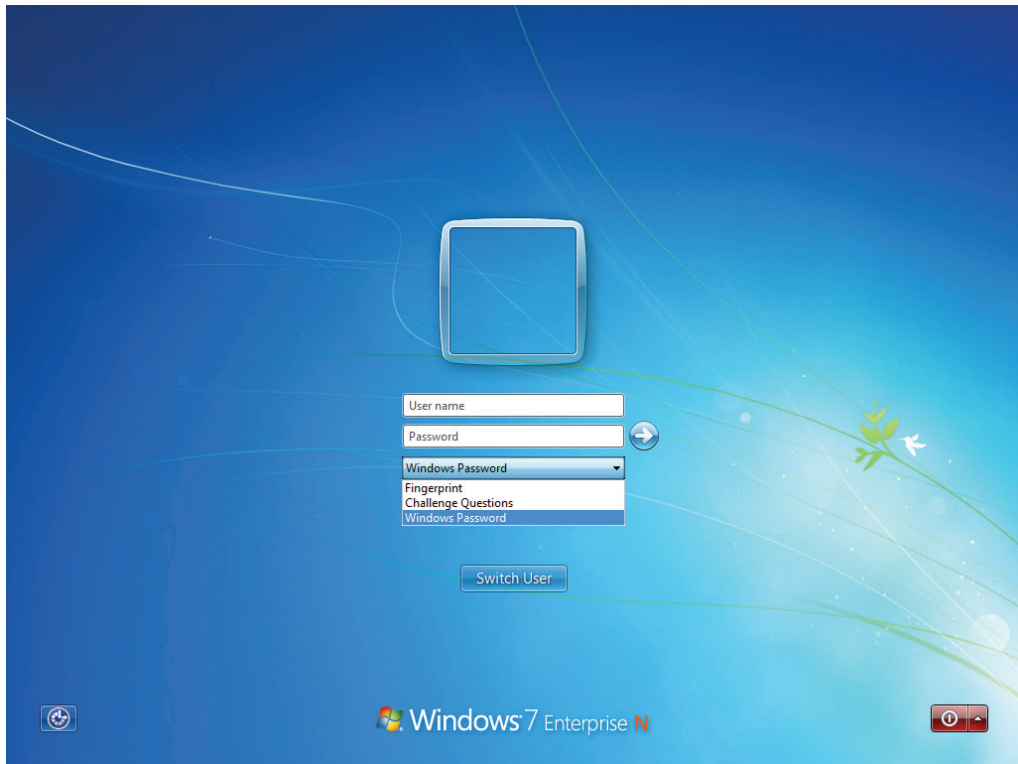 User name
Password
Windows Password
Fingerprint
Challenge Questions
Windows Password
Switch User
Windows 7 Enterprise N